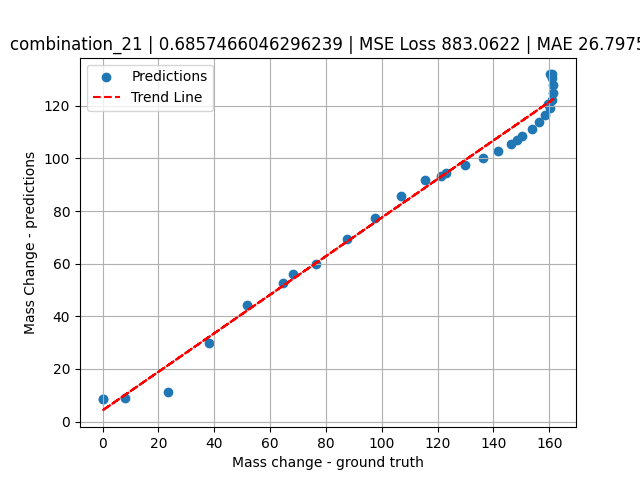 combination_21 | 0.6857466046296239 | MSE Loss 883.0622 | MAE 26.7975
Predictions
Trend Line
Mass Change - predictions
120
100
80
60
40
20
0
0 20 40 60 80 100 120 140 160
Mass change - ground truth